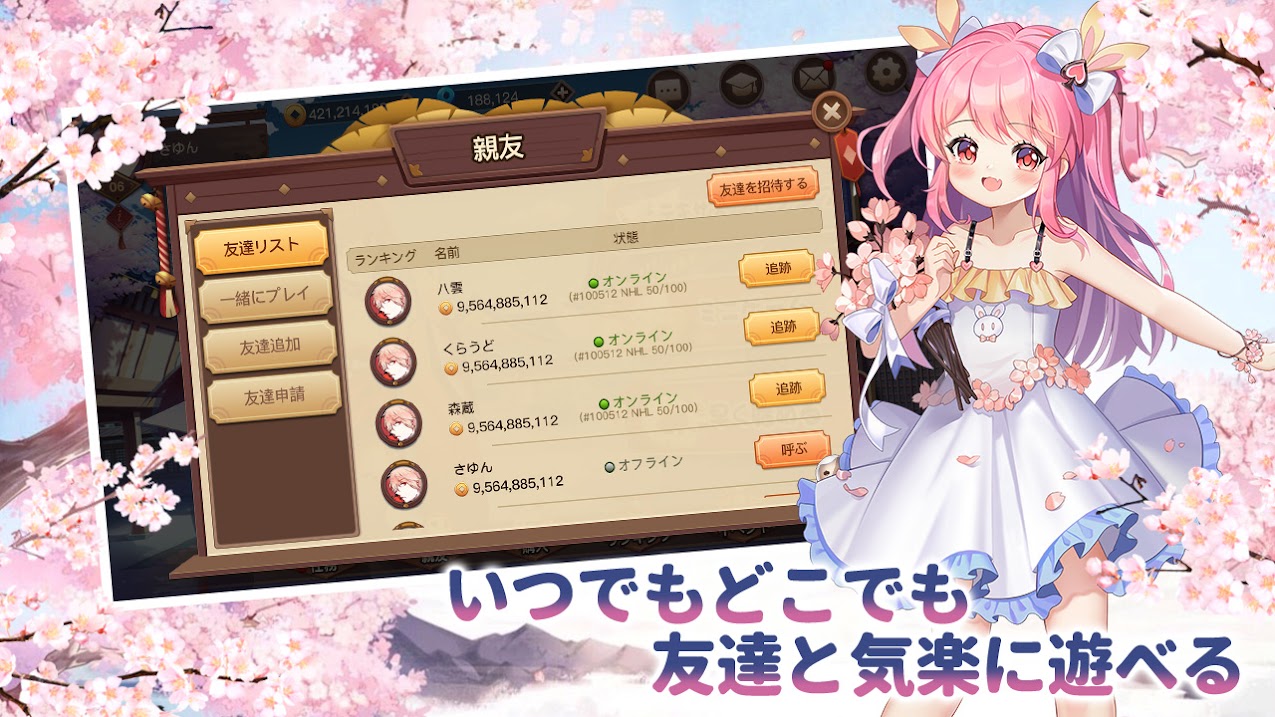 188,124
さゆん
06
親友
友達を招待する
友達リスト
一緒にプレイ
友達追加
友達申請
ランキング 名前 状態
八雲
9,564,885,112
オンライン
(#100512 NHL 50/100)
追跡
くらうど
9,564,885,112
オンライン
(#100512 NHL 50/100)
追跡
森蔵
9,564,885,112
オンライン
(#100512 NHL 50/100)
追跡
さゆん
9,564,885,112
オフライン
呼ぶ
いつでもどこでも
友達と気楽に遊べる